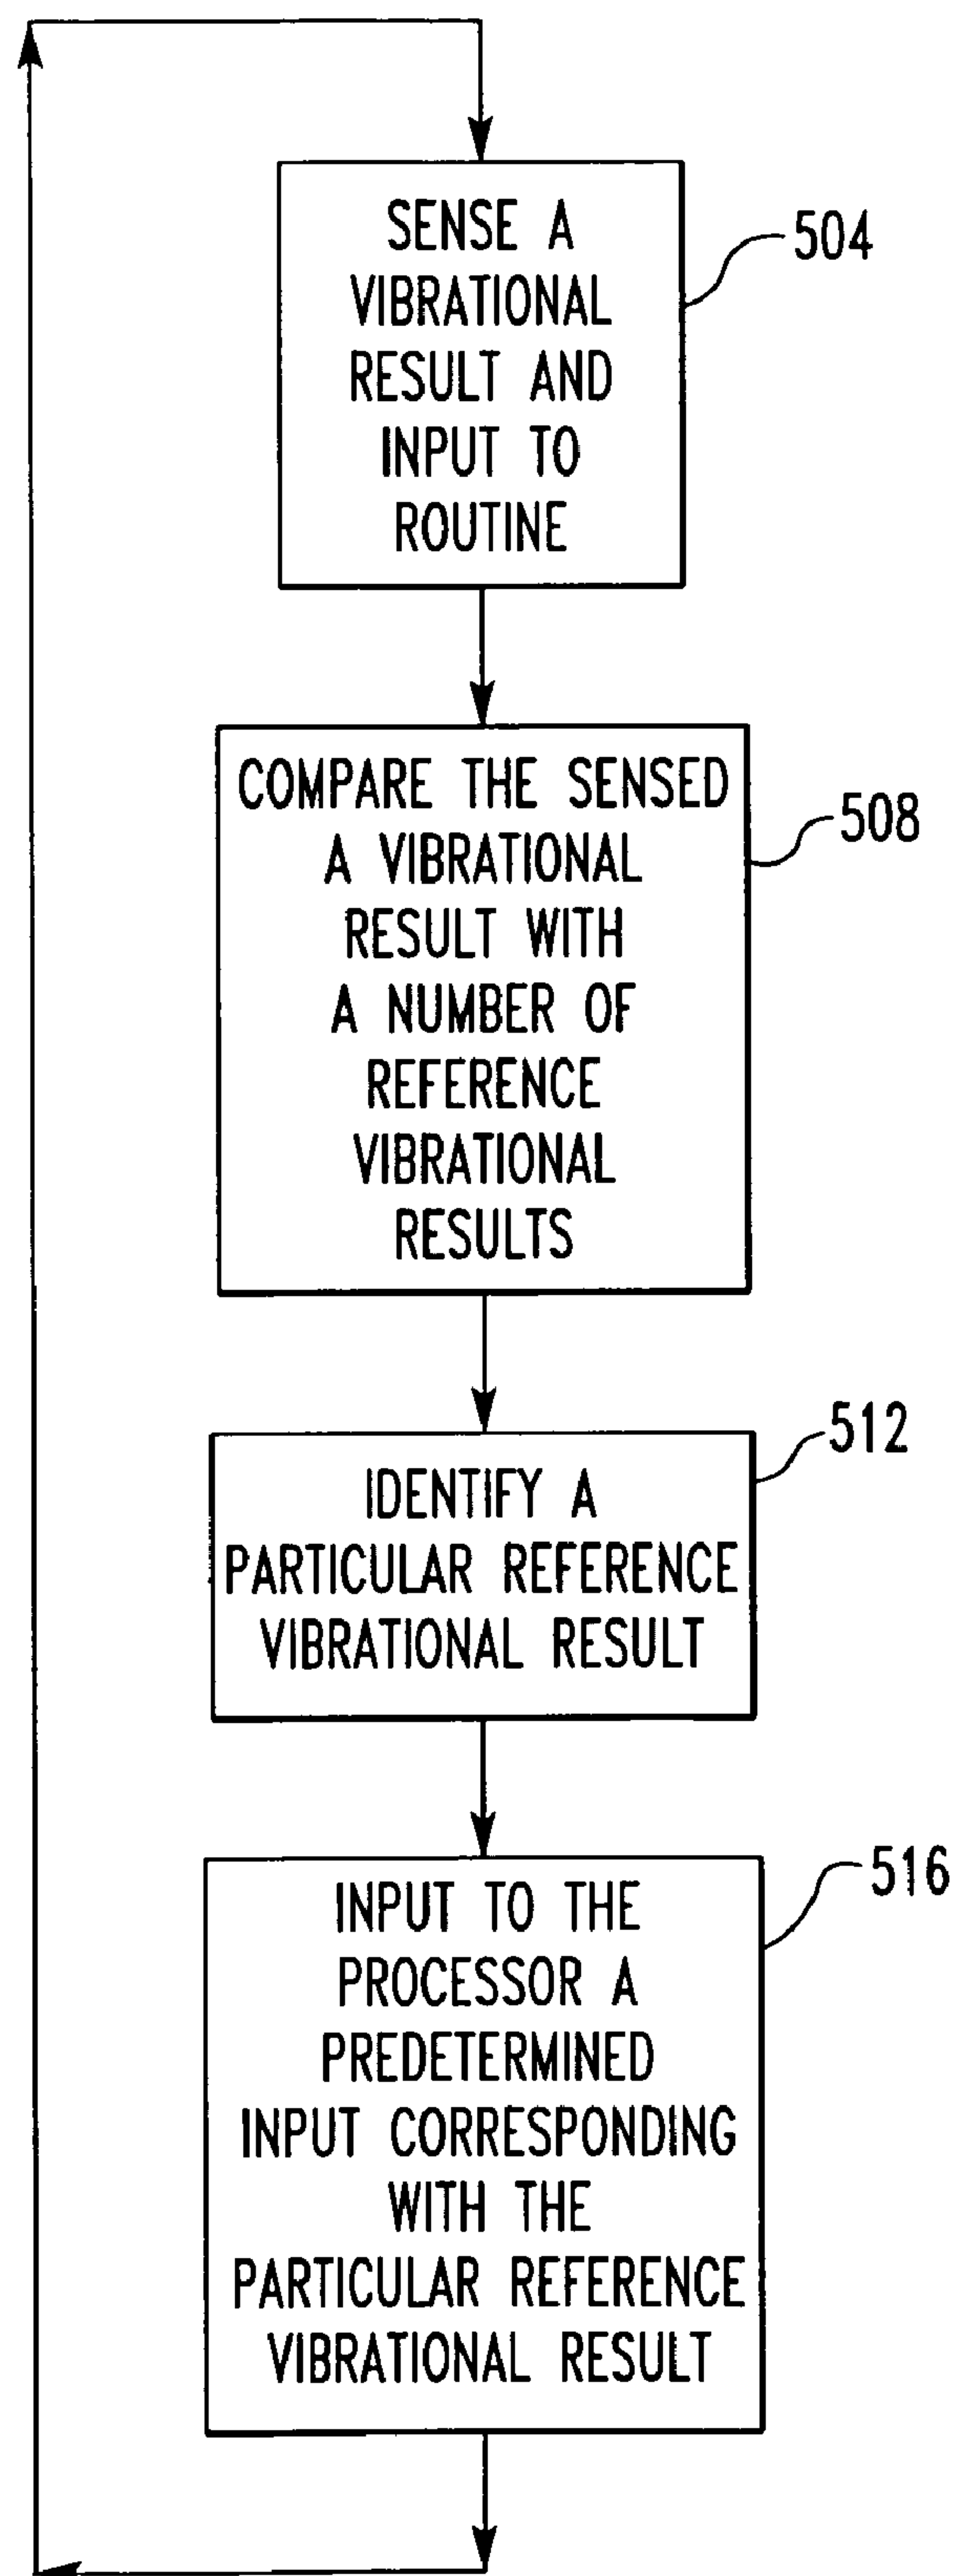 SENSE A
VIBRATIONAL
RESULT AND
INPUT TO
ROUTINE
504
COMPARE THE SENSED
A VIBRATIONAL
RESULT WITH
A NUMBER OF
REFERENCE
VIBRATIONAL
RESULTS
508
IDENTIFY A
PARTICULAR REFERENCE
VIBRATIONAL RESULT
512
INPUT TO THE
PROCESSOR A
PREDETERMINED
INPUT CORRESPONDING
WITH THE
PARTICULAR REFERENCE
VIBRATIONAL RESULT
516